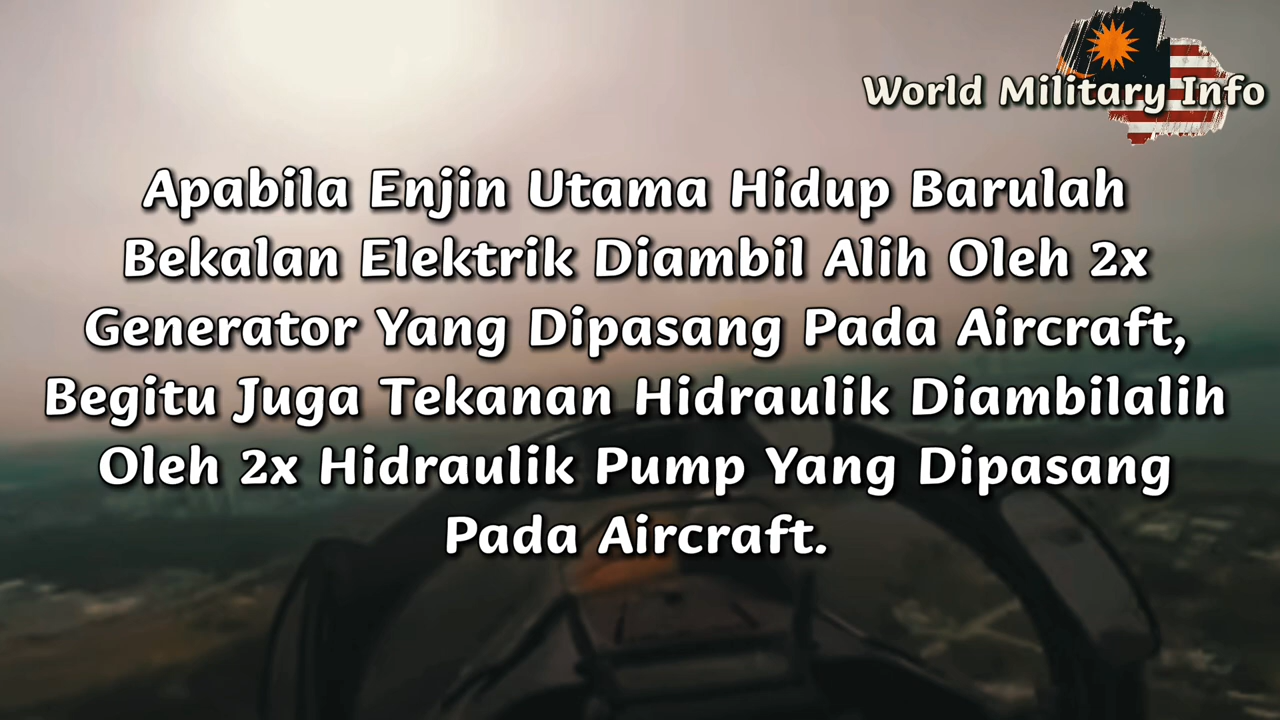 World Military Info
Apabila Enjin Utama Hidup Barulah
Bekalan Elektrik Diambil Alih Oleh 2x
Generator Yang Dipasang Pada Aircraft,
Begitu Juga Tekanan Hidraulik Diambilalih
Oleh 2x Hidraulik Pump Yang Dipasang
Pada Aircraft.